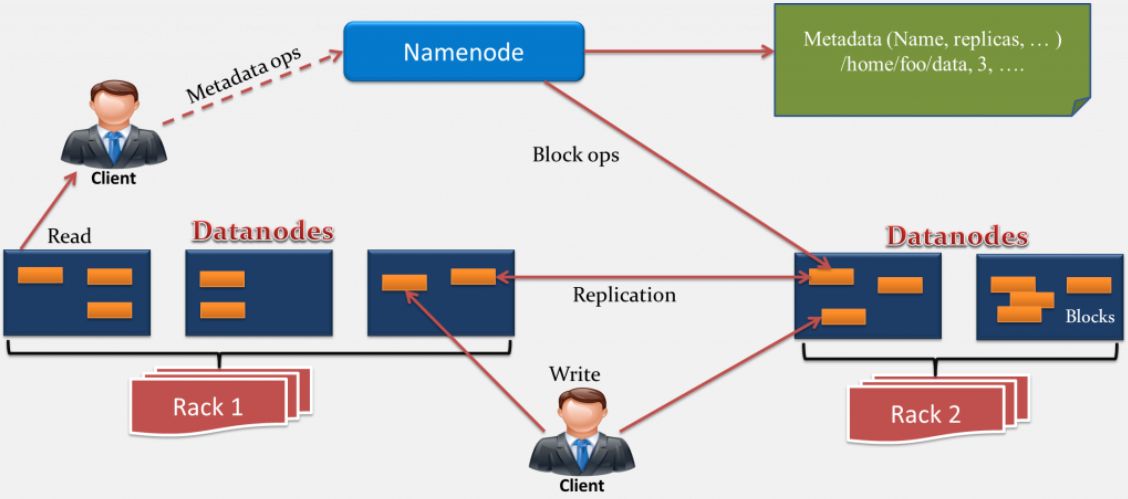 Namenode
Metadata (Name, replicas, … )
/home/foo/data, 3, ….
Metadata ops
Client
Block ops
Read
Datanodes
Datanodes
Replication
Blocks
Write
Rack 1
Rack 2
Client